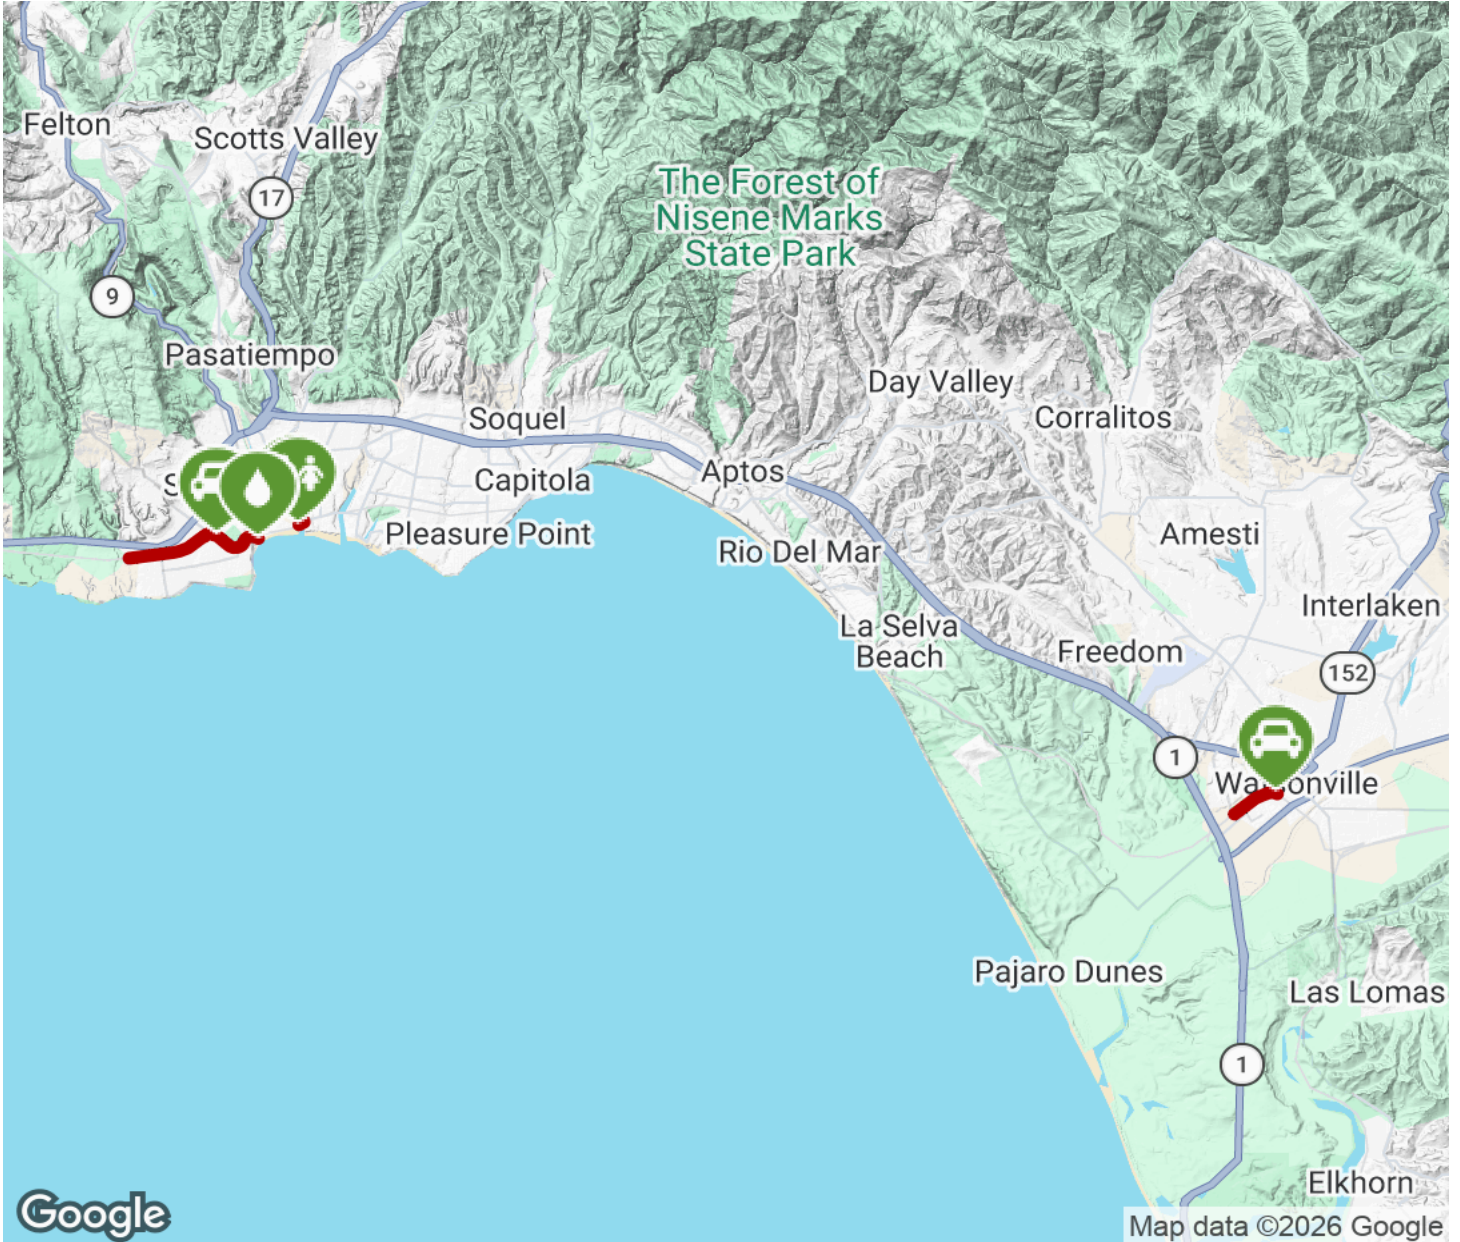 Felton
Scotts Valley
17
The Forest of
Nisene Marks
State Park
9
Pasatiempo
Day Valley
Soquel
Corralitos
Aptos
Capitola
S
Pleasure Point
Amesti
Rio Del Mar
Interlaken
La Selva
Beach
Freedom
152
1
Watsonville
Pajaro Dunes
Las Lomas
1
Elkhorn
Google
Map data ©2026 Google